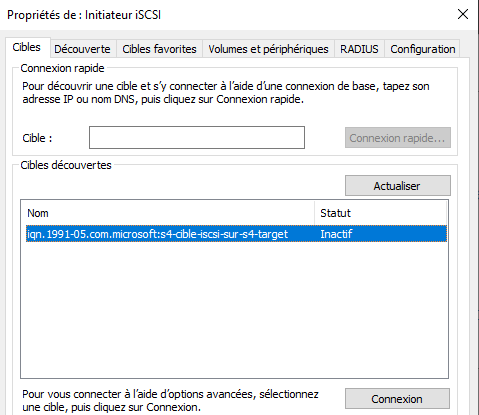 Propriétés de : Initiateur iSCSI
Cibles Découverte Cibles favorites Volumes et périphériques RADIUS Configuration
Connexion rapide
Pour découvrir une cible et s'y connecter à l'aide d'une connexion de base, tapez son
adresse IP ou nom DNS, puis cliquez sur Connexion rapide.
Cible : Connexion rapide...
Cibles découvertes
Actualiser
Nom Statut
iqn.1991-05.com.microsoft:s4-cible-iscsi-sur-s4-target Inactif
Pour vous connecter à l'aide d'options avancées, sélectionnez
une cible, puis cliquez sur Connexion.
Connexion